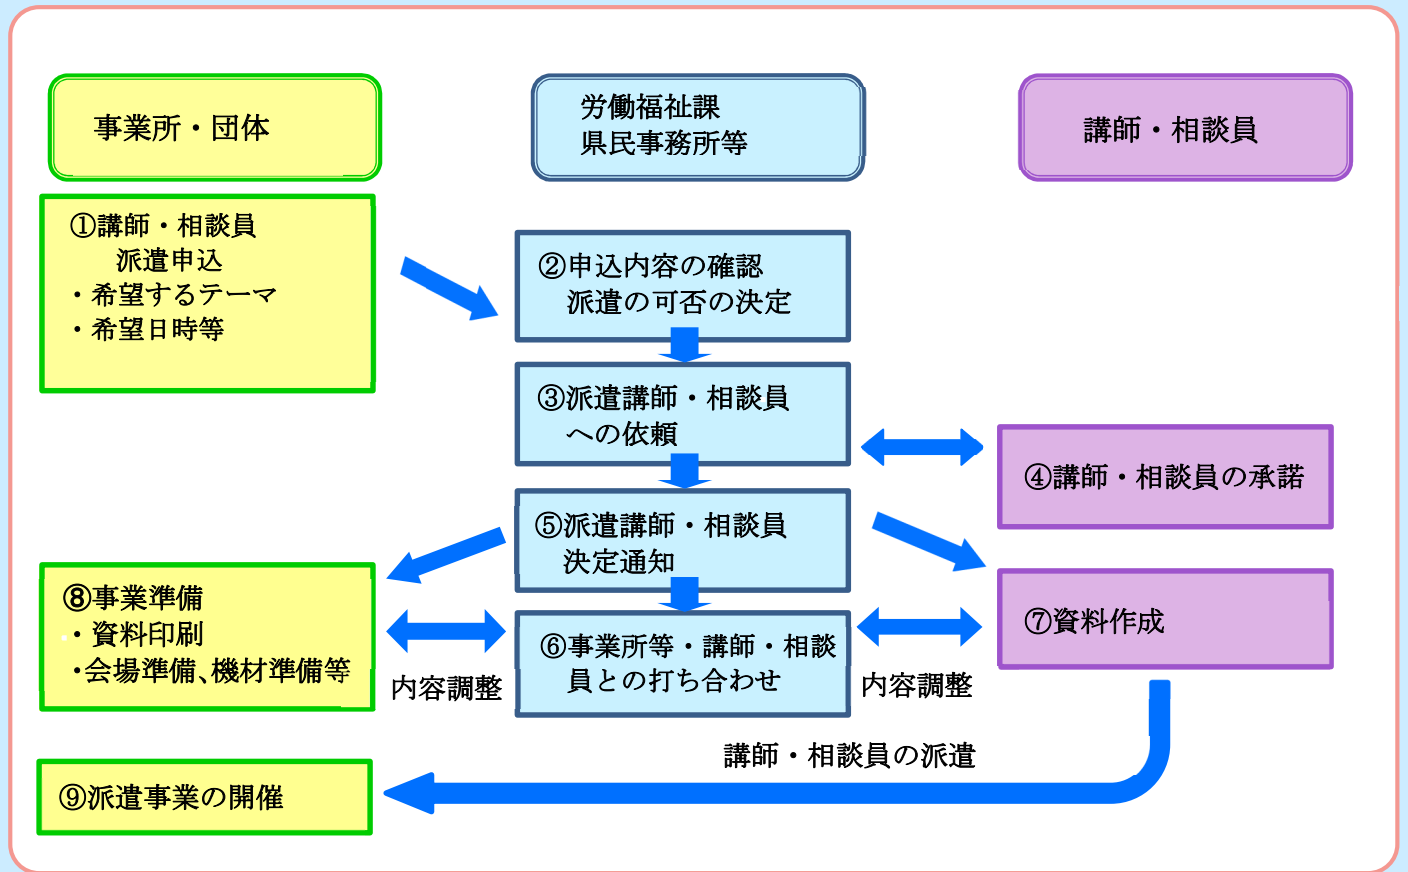 事業所・団体
労働福祉課
県民事務所等
講師・相談員
①講師・相談員
派遣申込
・希望するテーマ
・希望日時等
②申込内容の確認
派遣の可否の決定
③派遣講師・相談員
への依頼
④講師・相談員の承諾
⑤派遣講師・相談員
決定通知
⑧事業準備
・資料印刷
・会場準備、機材準備等
内容調整
⑥事業所等・講師・相談
員との打ち合わせ
内容調整
⑦資料作成
講師・相談員の派遣
⑨派遣事業の開催